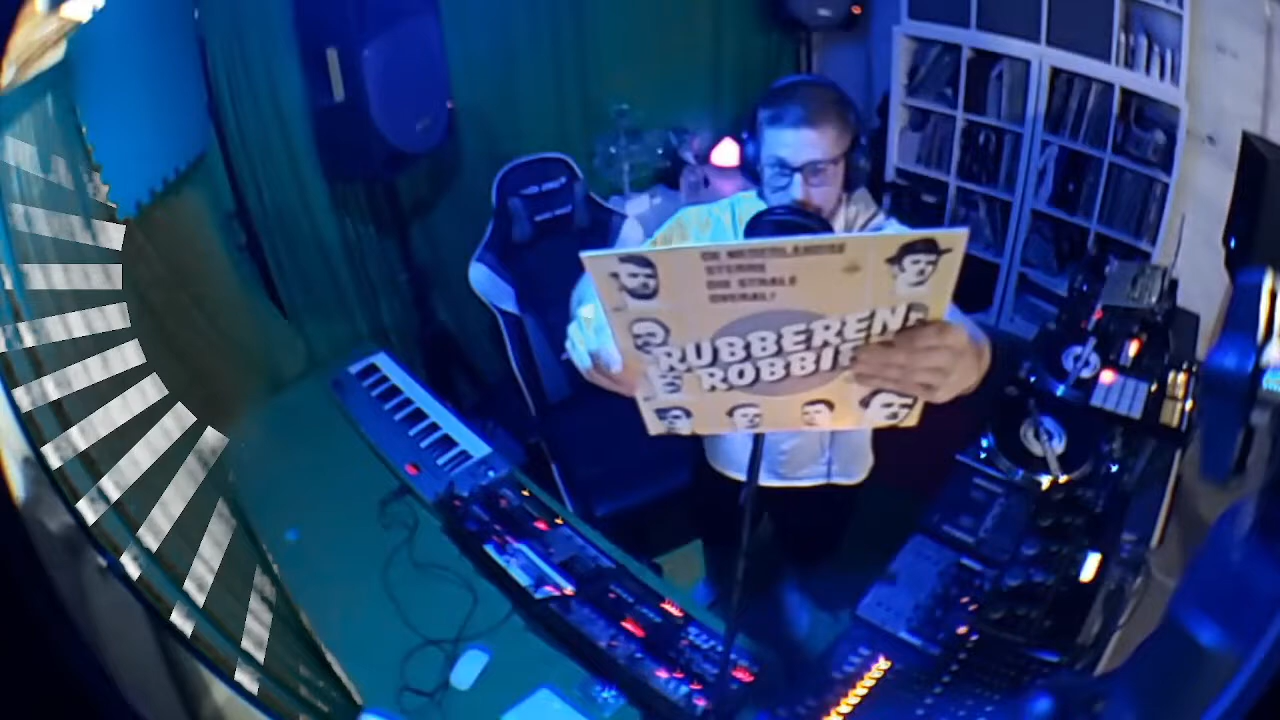 DE NEDERLANDSE
STERRE
DIE STRALE
OVERAL!
RUBBEREN
ROBBIE